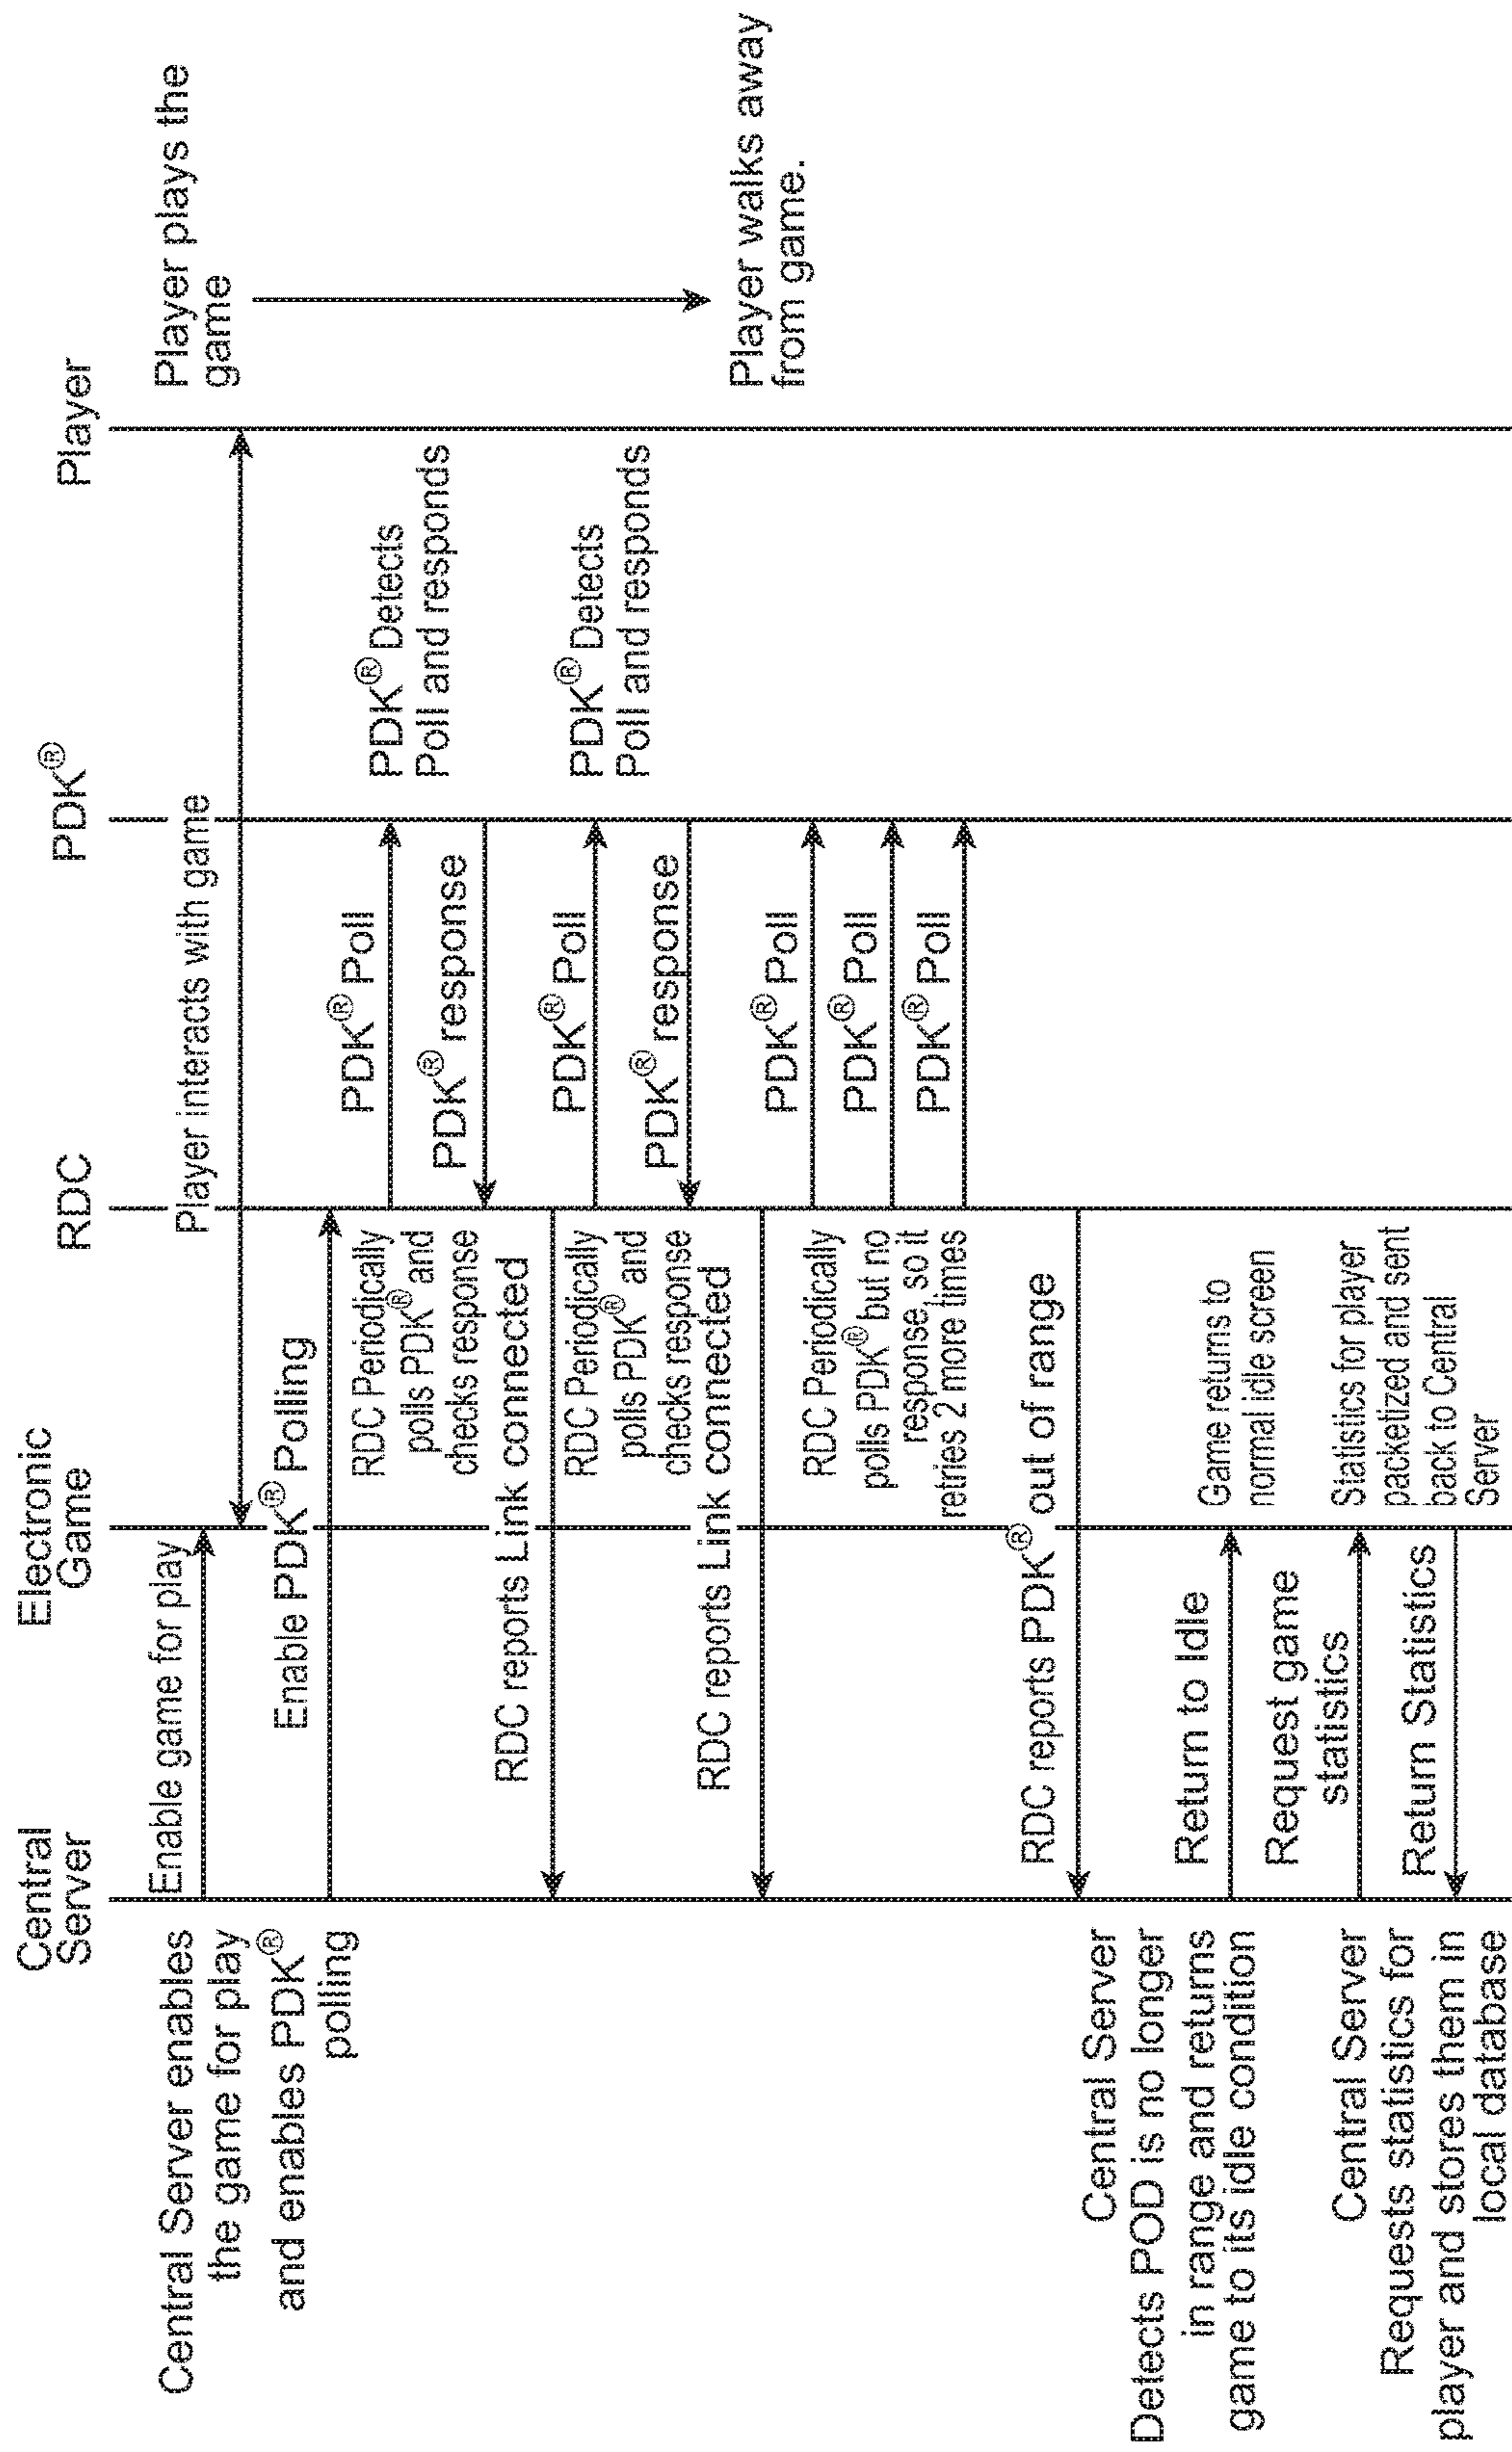 Central
Server
Electronic
Game
RDC
PDK®
Player
Central Server enables
the game for play
and enables PDK®
polling
Enable game for play
Player interacts with game
Player plays the
game
Enable PDK® Polling
RDC Periodically
polls PDK® and
checks response
PDK® Poll
PDK® Detects
Poll and responds
PDK® response
RDC reports Link connected
RDC Periodically
polls PDK® and
checks response
PDK® Poll
PDK® Detects
Poll and responds
PDK® response
RDC reports Link connected
Player walks away
from game.
RDC Periodically
polls PDK® but no
response, so it
retries 2 more times
PDK® Poll
PDK® Poll
PDK® Poll
RDC reports PDK® out of range
Central Server
Detects POD is no longer
in range and returns
game to its idle condition
Return to Idle
Game returns to
normal idle screen
Central Server
Requests statistics for
player and stores them in
local database
Request game
statistics
Statistics for player
packetized and sent
back to Central
Server
Return Statistics